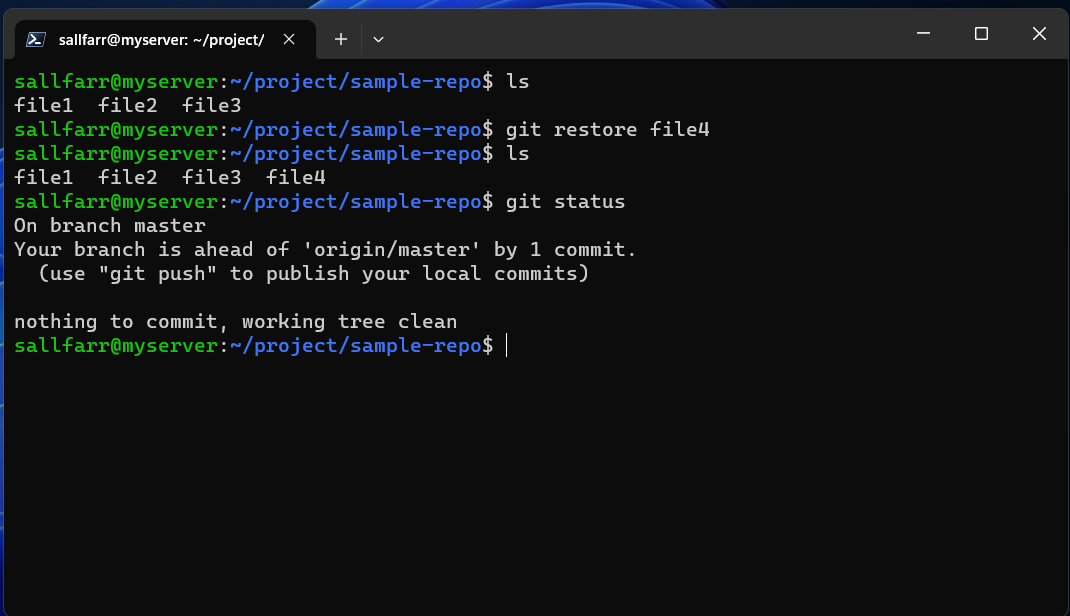 sallfarr@myserver: ~/project/
sallfarr@myserver:~/project/sample-repo$ ls
file1  file2  file3
sallfarr@myserver:~/project/sample-repo$ git restore file4
sallfarr@myserver:~/project/sample-repo$ ls
file1  file2  file3  file4
sallfarr@myserver:~/project/sample-repo$ git status
On branch master
Your branch is ahead of 'origin/master' by 1 commit.
  (use "git push" to publish your local commits)

nothing to commit, working tree clean
sallfarr@myserver:~/project/sample-repo$